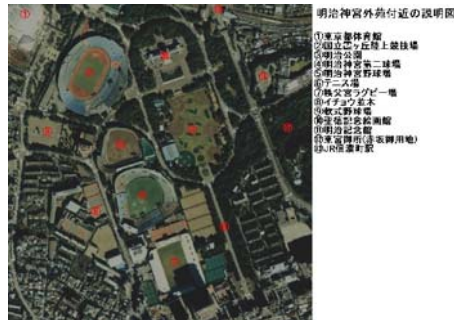 明治神宮外苑付近の説明図
①東京都体育館
②国立霞ヶ丘陸上競技場
③明治公園
④明治神宮第二球場
⑤明治神宮野球場
⑥テニス場
⑦秩父宮ラグビー場
⑧イチョウ並木
⑨軟式野球場
⑩聖徳記念絵画館
⑪明治記念館
⑫東宮御所(赤坂御用地)
⑬JR信濃町駅
①